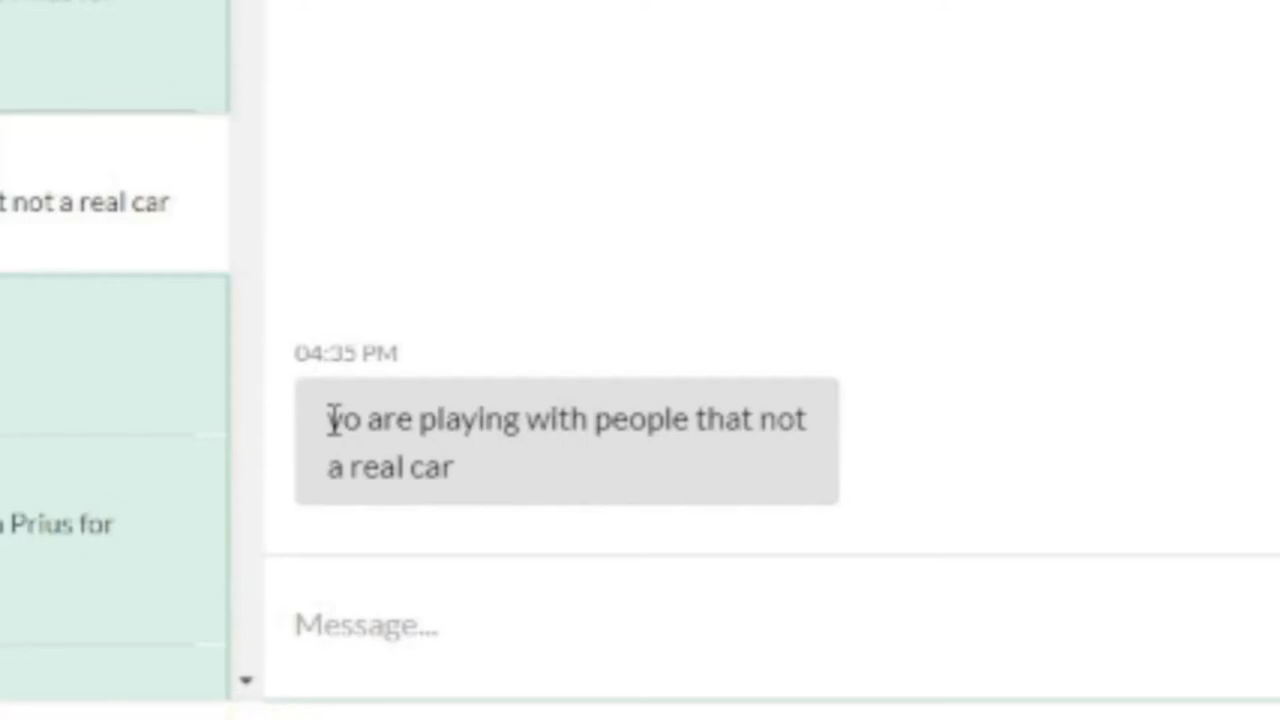 t not a real car
04:35 PM
yo are playing with people that not
a real car
Prius for
Message...